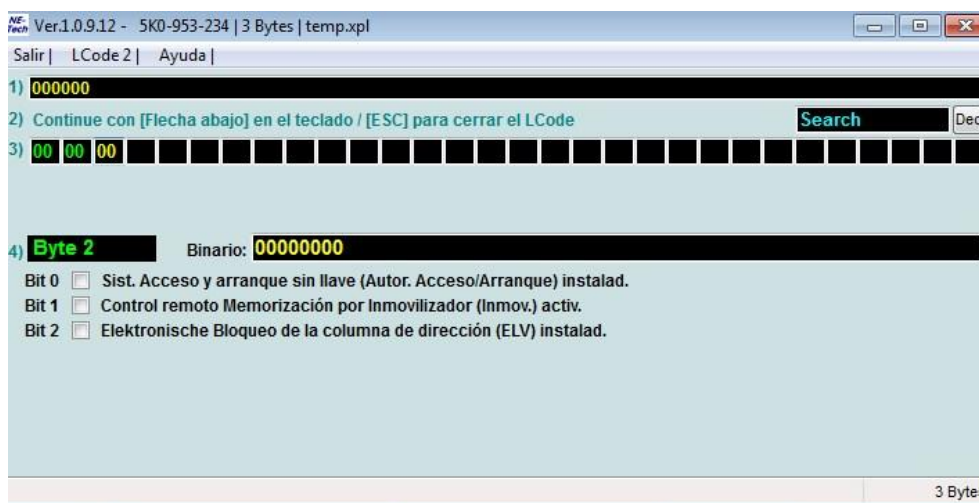 NE-Tech Ver.1.0.9.12 - 5K0-953-234 | 3 Bytes | temp.xpl
Salir | LCode 2 | Ayuda |
1) 000000
2) Continue con [Flecha abajo] en el teclado / [ESC] para cerrar el LCode Search Dec
3) 00 00 00
4) Byte 2 Binario: 00000000
Bit 0 Sist. Acceso y arranque sin llave (Autor. Acceso/Arranque) instalad.
Bit 1 Control remoto Memorización por Inmovilizador (Inmov.) activ.
Bit 2 Elektronische Bloqueo de la columna de dirección (ELV) instalad.
3 Byte